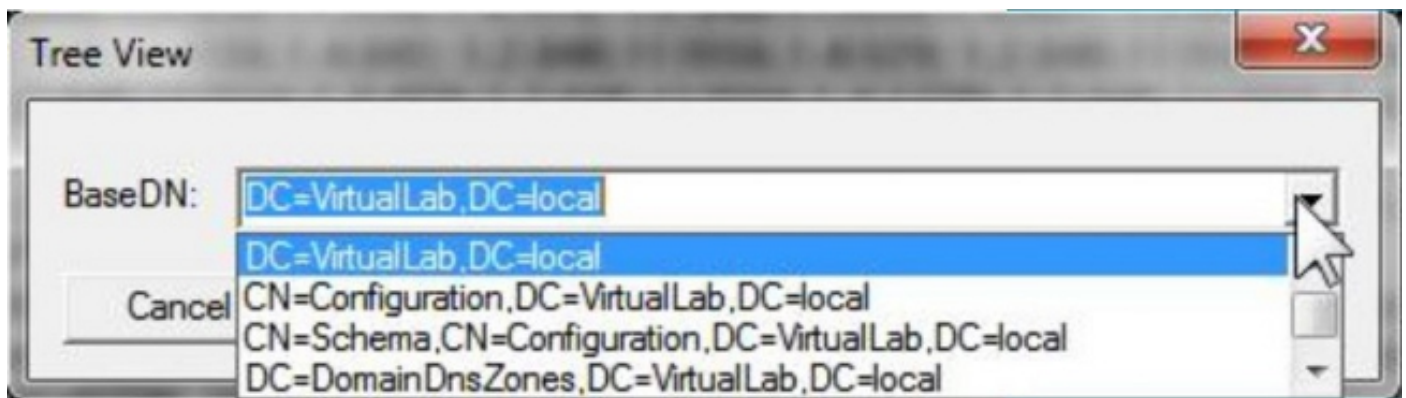 Tree View
BaseDN: DC=VirtualLab,DC=local
DC=VirtualLab,DC=local
Cancel
CN=Configuration,DC=VirtualLab,DC=local
CN=Schema,CN=Configuration,DC=VirtualLab,DC=local
DC=DomainDnsZones,DC=VirtualLab,DC=local